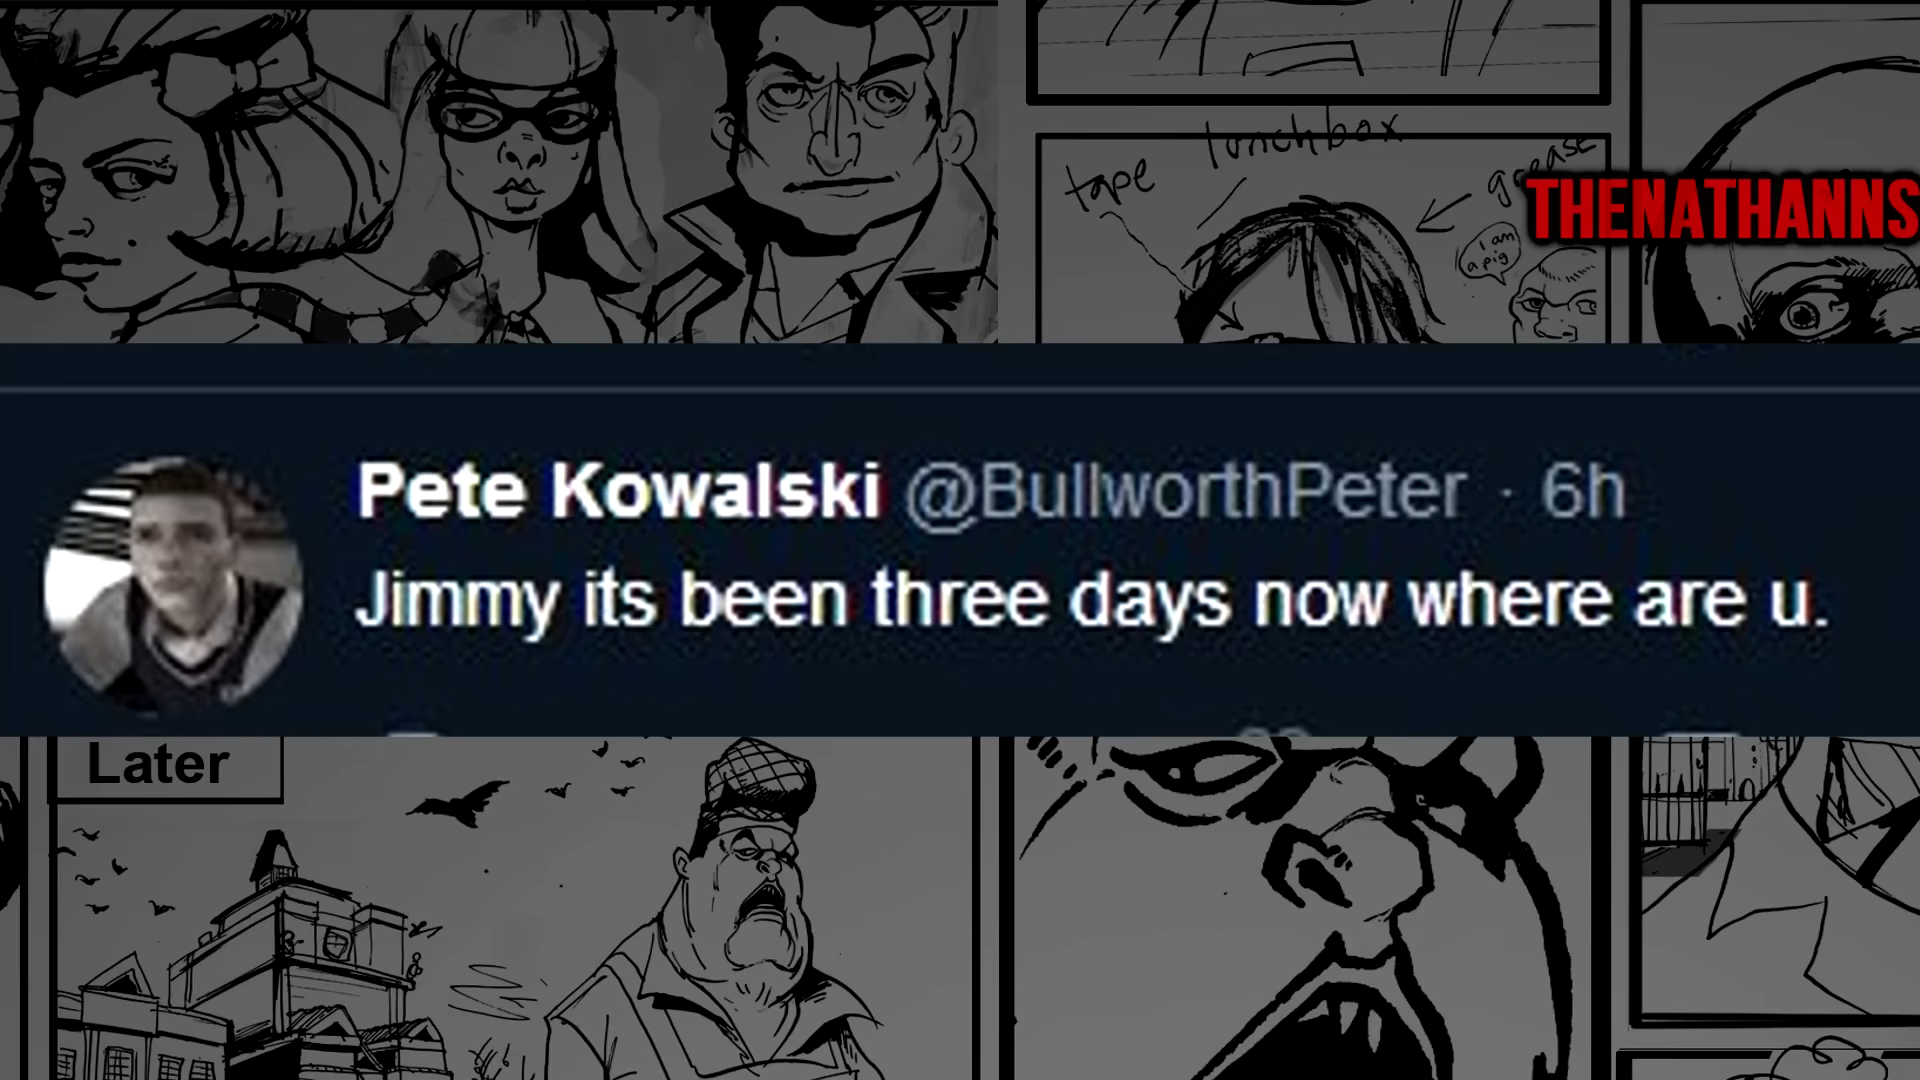 lunchbox
tape
grease
THENATHANNS
I am
a pig
Pete Kowalski @BullworthPeter · 6h
Jimmy its been three days now where are u.
Later